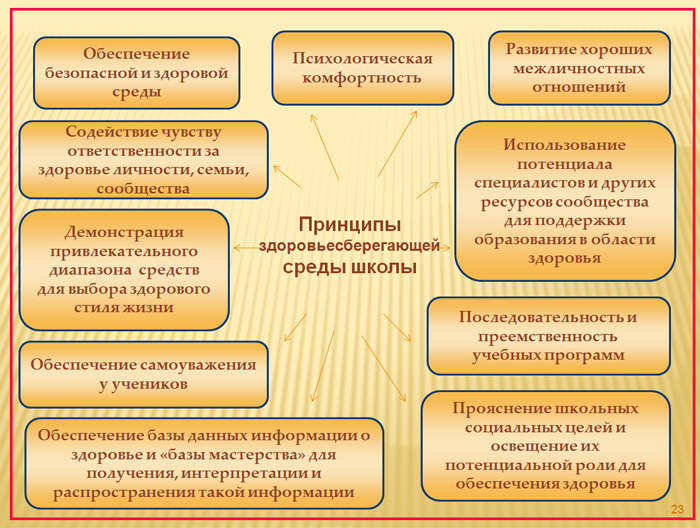 Обеспечение
безопасной и здоровой
среды
Психологическая
комфортность
Развитие хороших
межличностных
отношений
Содействие чувству
ответственности за
здоровье личности, семьи,
сообщества
Использование
потенциала
специалистов и других
ресурсов сообщества
для поддержки
образования в области
здоровья
Демонстрация
привлекательного
диапазона средств
для выбора здорового
стиля жизни
Принципы
здоровьесберегающей
среды школы
Последовательность и
преемственность
учебных программ
Обеспечение самоуважения
у учеников
Прояснение школьных
социальных целей и
освещение их
потенциальной роли для
обеспечения здоровья
Обеспечение базы данных информации о
здоровье и «базы мастерства» для
получения, интерпретации и
распространения такой информации
23